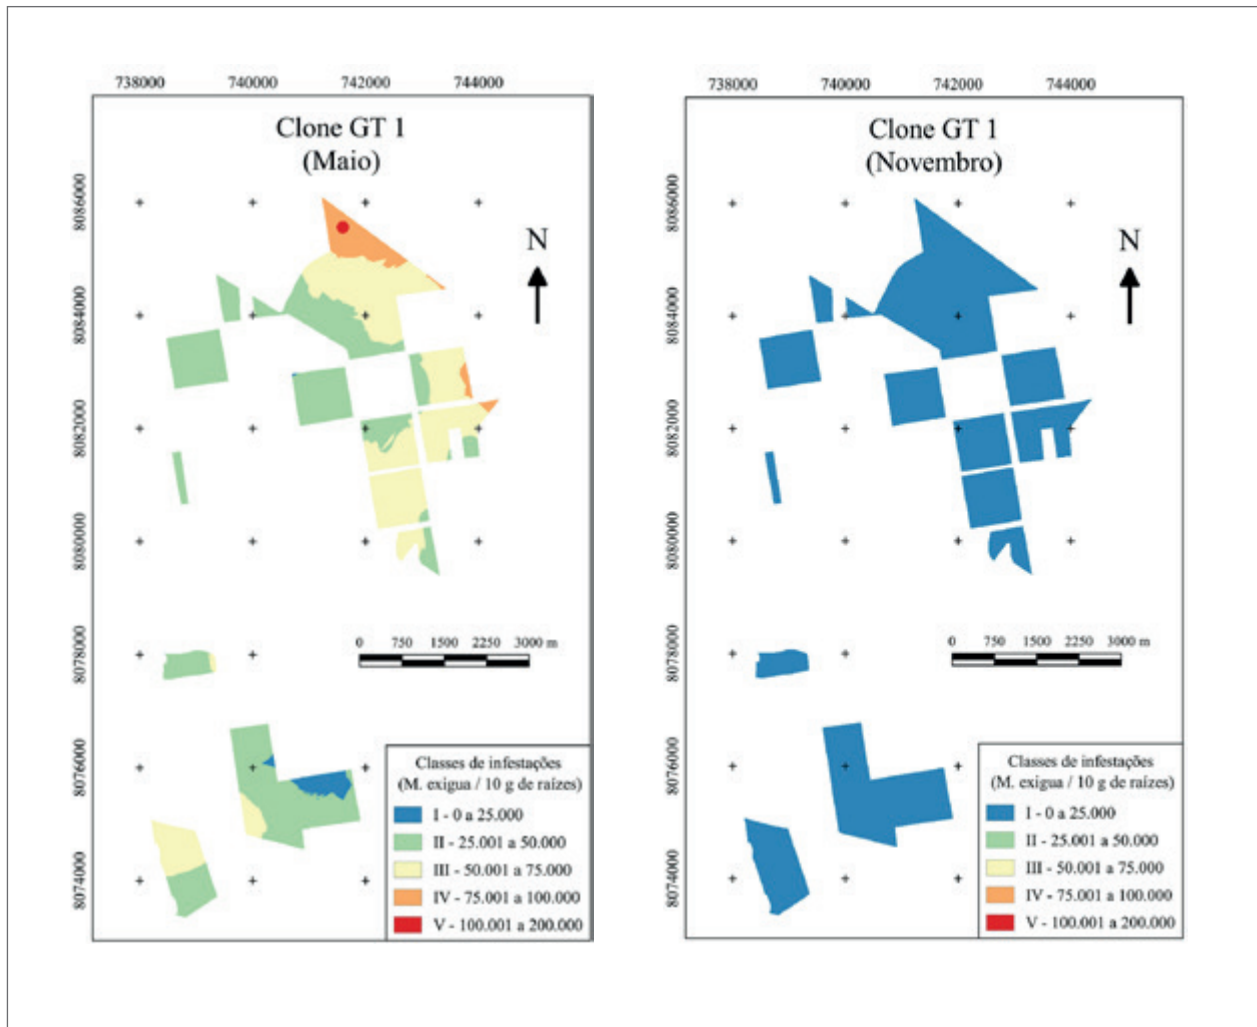 738000 740000 742000 744000
Clone GT 1
(Maio)
N
8086000
8084000
8082000
8080000
8078000
8076000
8074000
0 750 1500 2250 3000 m
Classes de infestações
(M. exigua / 10 g de raízes)
I - 0 a 25.000
II - 25.001 a 50.000
III - 50.001 a 75.000
IV - 75.001 a 100.000
V - 100.001 a 200.000
738000 740000 742000 744000
Clone GT 1
(Novembro)
N
8086000
8084000
8082000
8080000
8078000
8076000
8074000
0 750 1500 2250 3000 m
Classes de infestações
(M. exigua / 10 g de raízes)
I - 0 a 25.000
II - 25.001 a 50.000
III - 50.001 a 75.000
IV - 75.001 a 100.000
V - 100.001 a 200.000